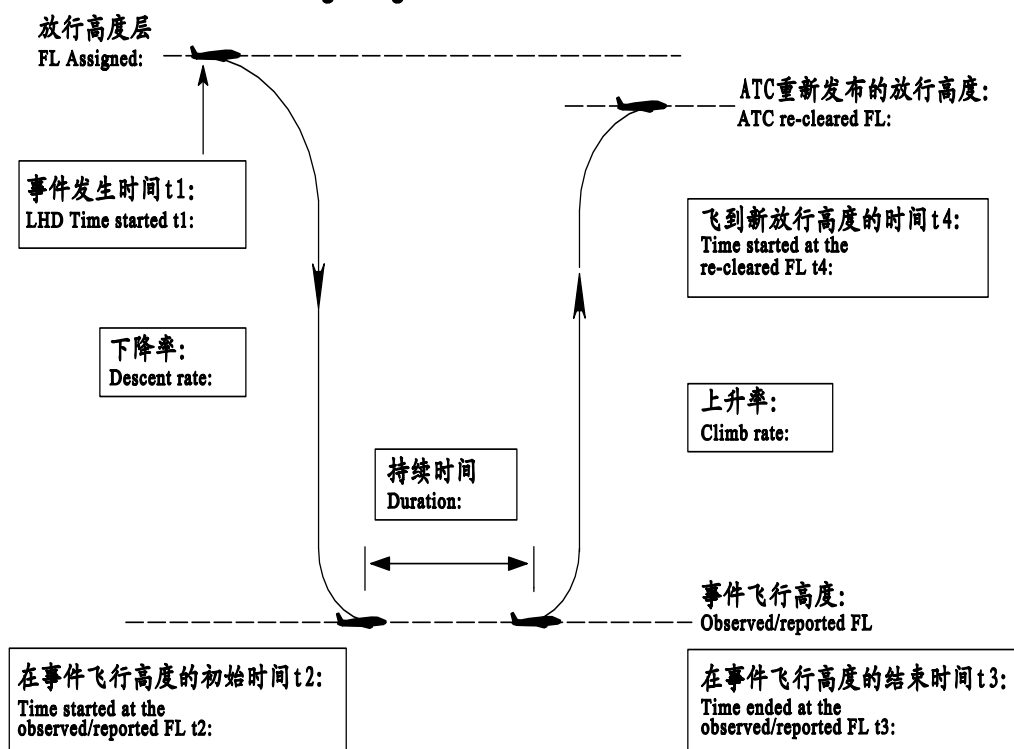 放行高度层
FL Assigned:
ATC重新发布的放行高度:
ATC re-cleared FL:
事件发生时间t1:
LHD Time started t1:
飞到新放行高度的时间t4:
Time started at the
re-cleared FL t4:
下降率:
Descent rate:
上升率:
Climb rate:
持续时间
Duration:
事件飞行高度:
Observed/reported FL
在事件飞行高度的初始时间t2:
Time started at the
observed/reported FL t2:
在事件飞行高度的结束时间t3:
Time ended at the
observed/reported FL t3: